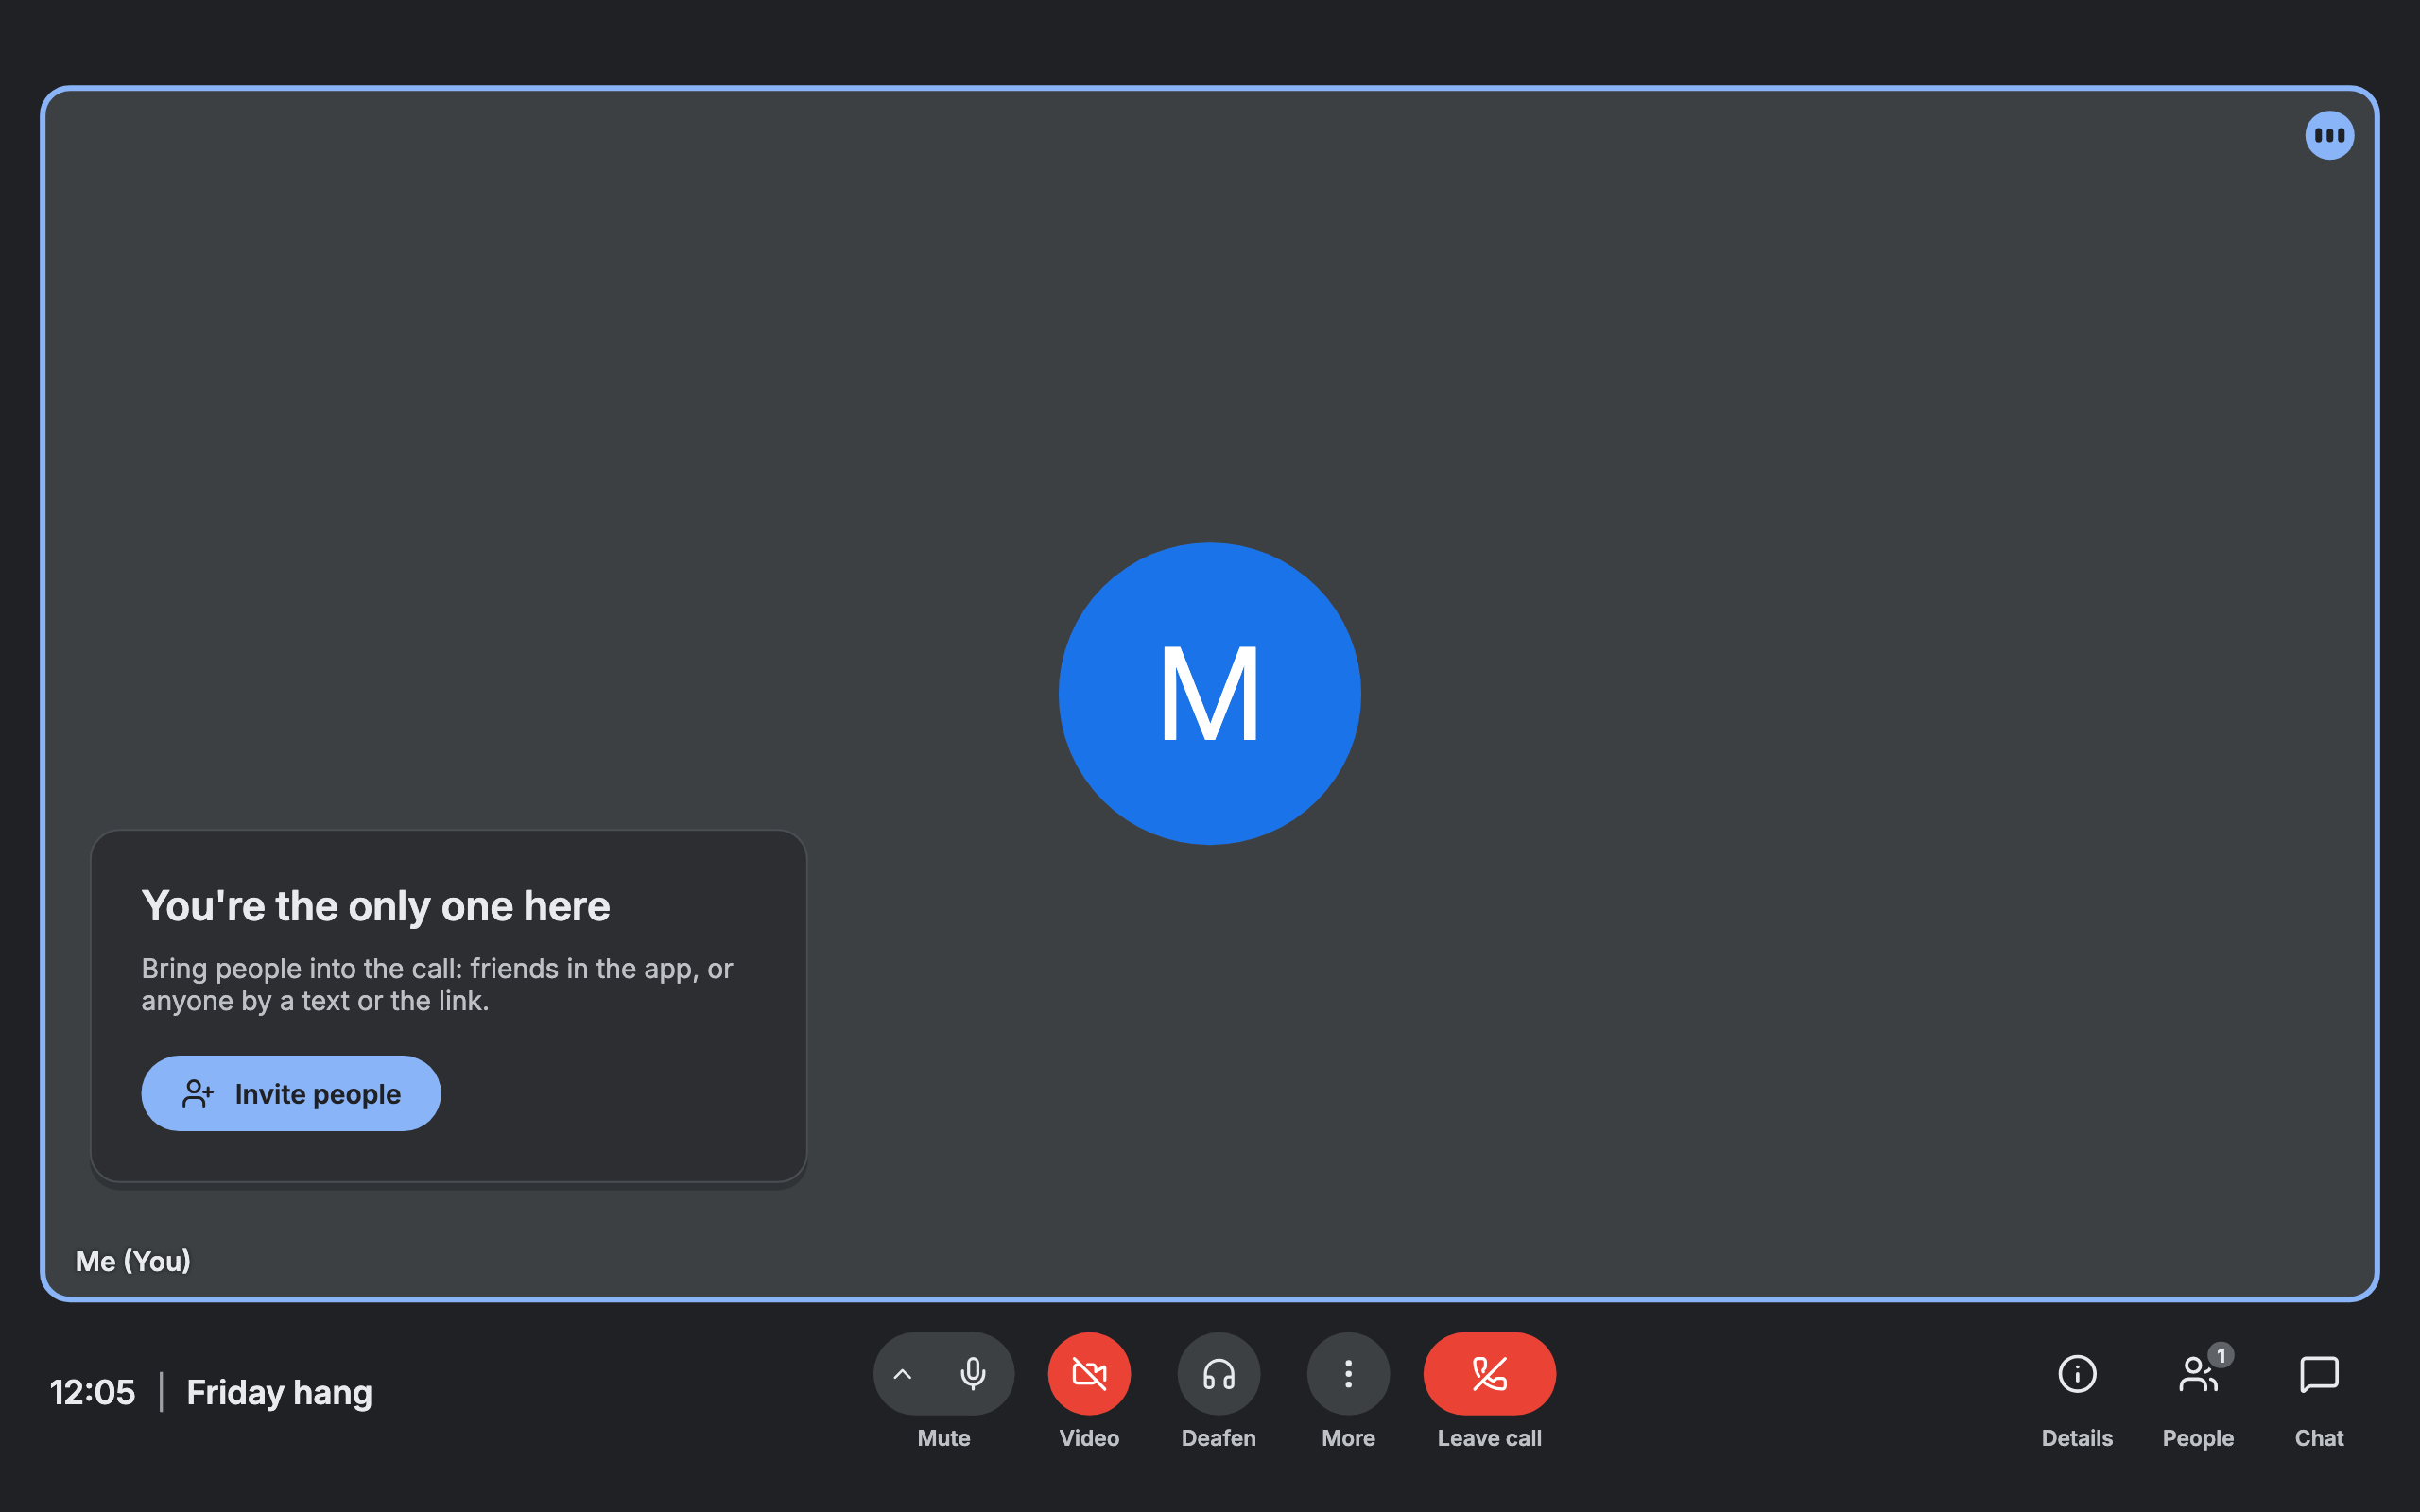 M
You're the only one here
Bring people into the call: friends in the app, or
anyone by a text or the link.
Invite people
Me (You)
12:05 | Friday hang
Mute
Video
Deafen
More
Leave call
Details
1
People
Chat